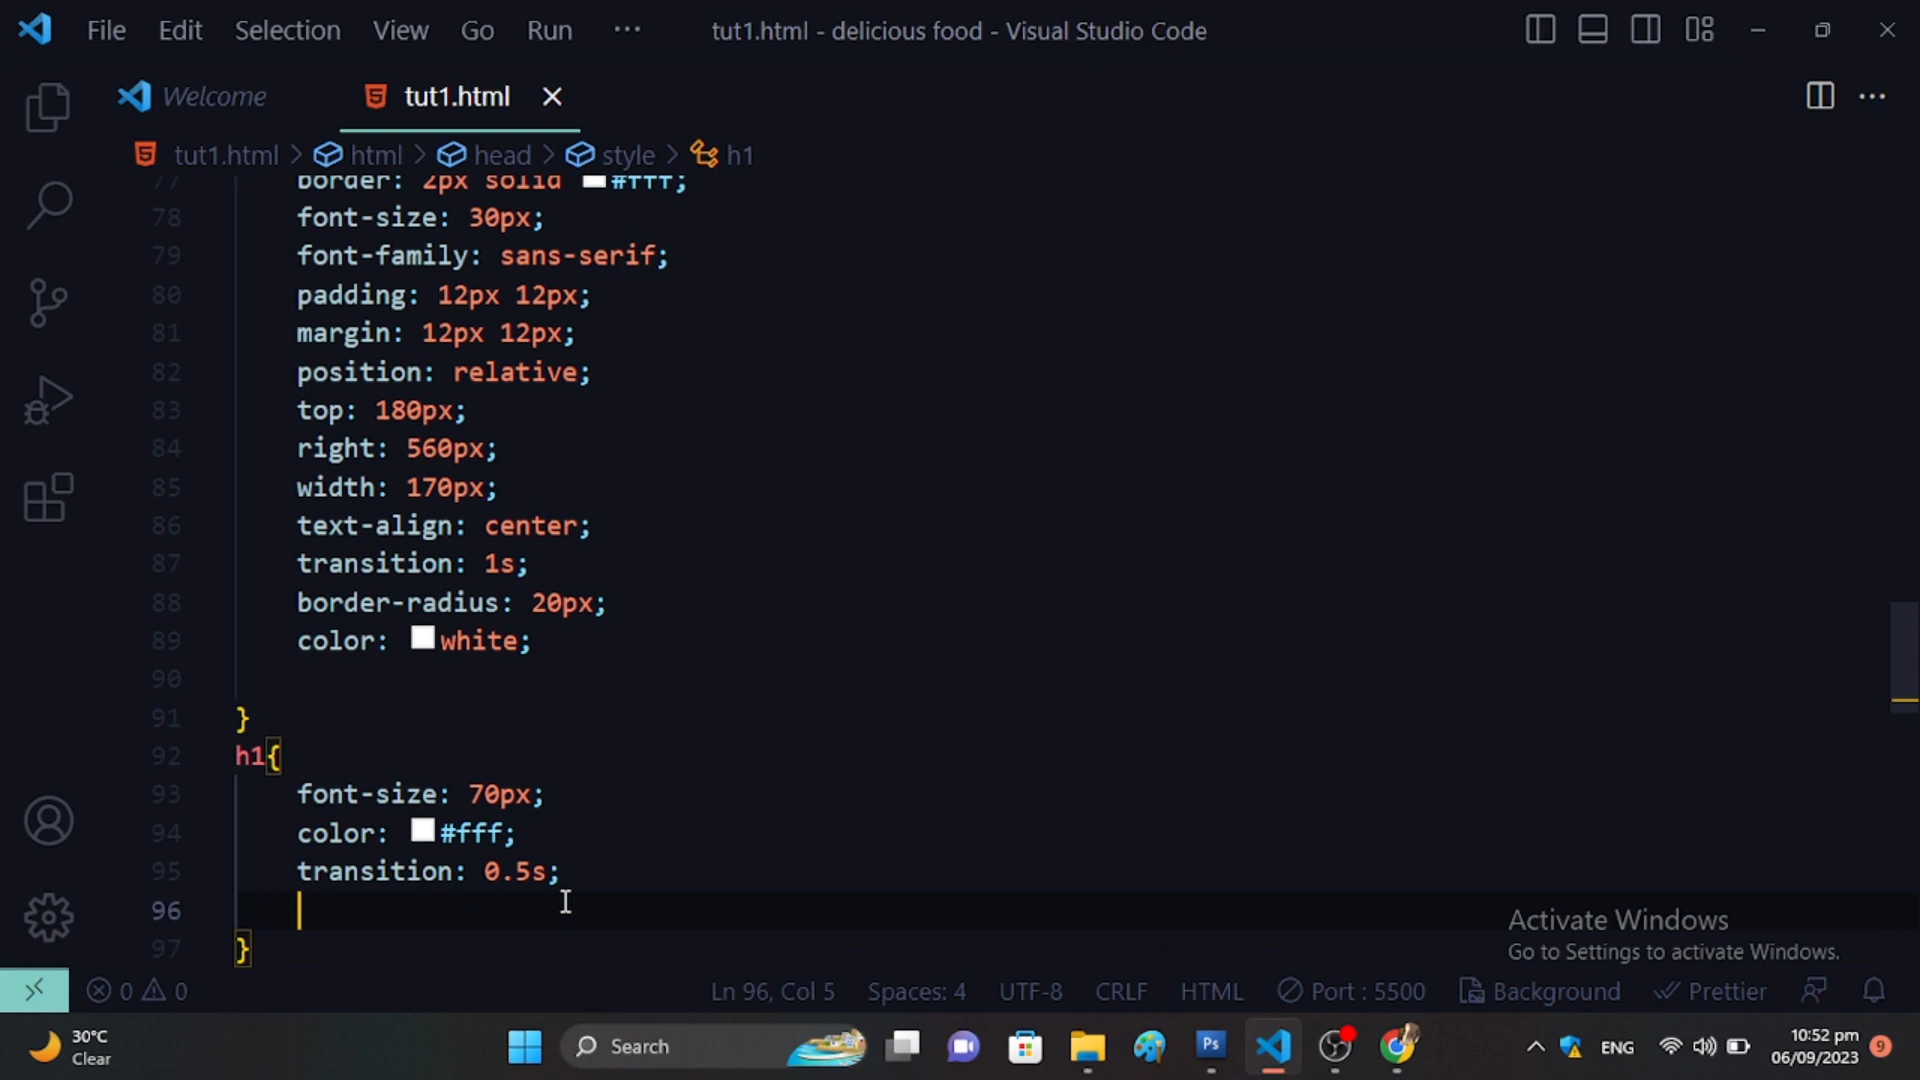 File Edit Selection View Go Run ··· tut1.html - delicious food - Visual Studio Code
Welcome tut1.html
tut1.html > html > head > style > h1
77 border: 2px solid #fff;
78 font-size: 30px;
79 font-family: sans-serif;
80 padding: 12px 12px;
81 margin: 12px 12px;
82 position: relative;
83 top: 180px;
84 right: 560px;
85 width: 170px;
86 text-align: center;
87 transition: 1s;
88 border-radius: 20px;
89 color: white;
90
91 }
92 h1{
93 font-size: 70px;
94 color: #fff;
95 transition: 0.5s;
96
97 }
Activate Windows
Go to Settings to activate Windows.
0 0 Ln 96, Col 5 Spaces: 4 UTF-8 CRLF HTML Port : 5500 Background Prettier
30°C
Clear
Search
Ps
ENG
10:52 pm
06/09/2023
9